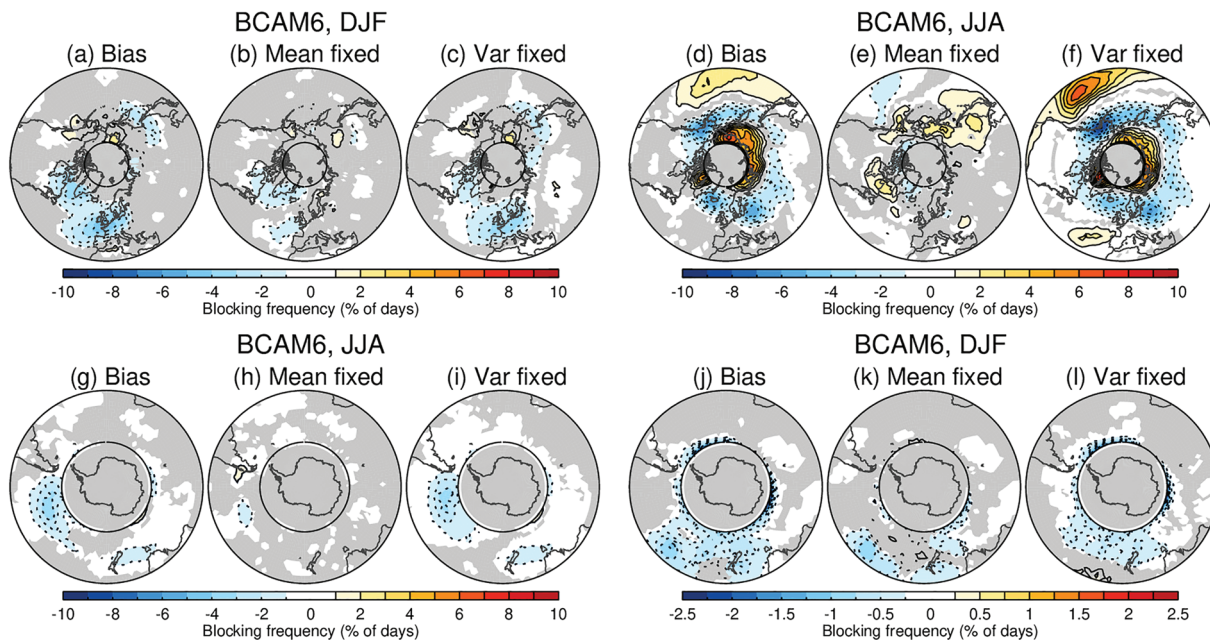 BCAM6, DJF
(a) Bias (b) Mean fixed (c) Var fixed
-10 -8 -6 -4 -2 0 2 4 6 8 10
Blocking frequency (% of days)
BCAM6, JJA
(d) Bias (e) Mean fixed (f) Var fixed
-10 -8 -6 -4 -2 0 2 4 6 8 10
Blocking frequency (% of days)
BCAM6, JJA
(g) Bias (h) Mean fixed (i) Var fixed
-10 -8 -6 -4 -2 0 2 4 6 8 10
Blocking frequency (% of days)
BCAM6, DJF
(j) Bias (k) Mean fixed (l) Var fixed
-2.5 -2 -1.5 -1 -0.5 0 0.5 1 1.5 2 2.5
Blocking frequency (% of days)